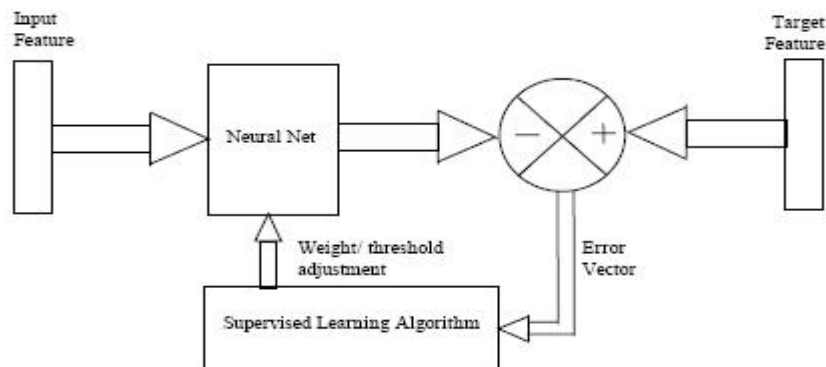 Input
Feature
Target
Feature
Neural Net
−
+
Weight/ threshold
adjustment
Error
Vector
Supervised Learning Algorithm